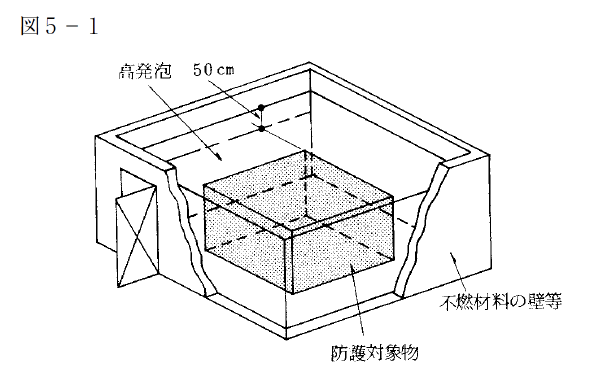 図5-1
高発泡 50cm
不燃材料の壁等
防護対象物